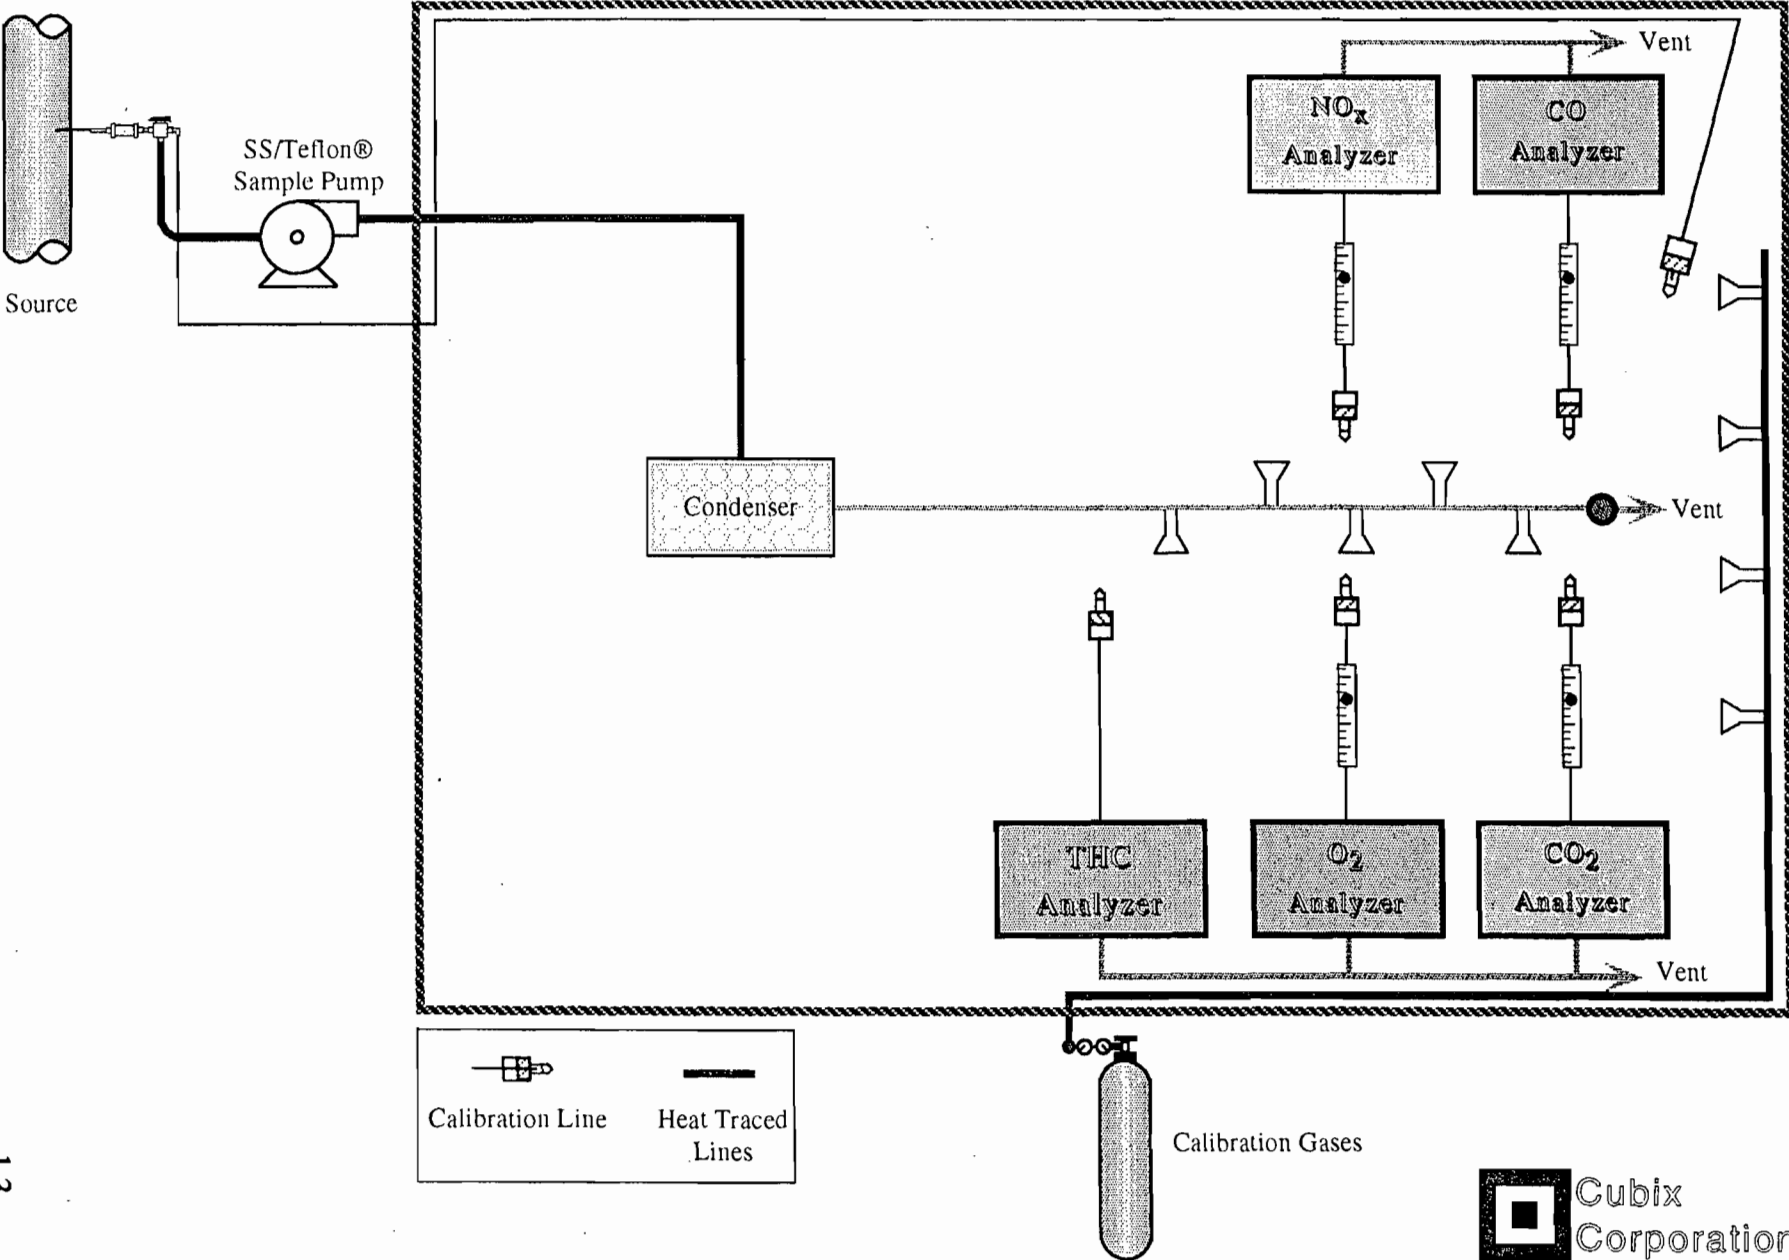 Vent
NOx
Analyzer
CO
Analyzer
SS/Teflon®
Sample Pump
Source
Condenser
Vent
THC
Analyzer
O2
Analyzer
CO2
Analyzer
Vent
Calibration Line
Heat Traced
Lines
Calibration Gases
12
Cubix
Corporation